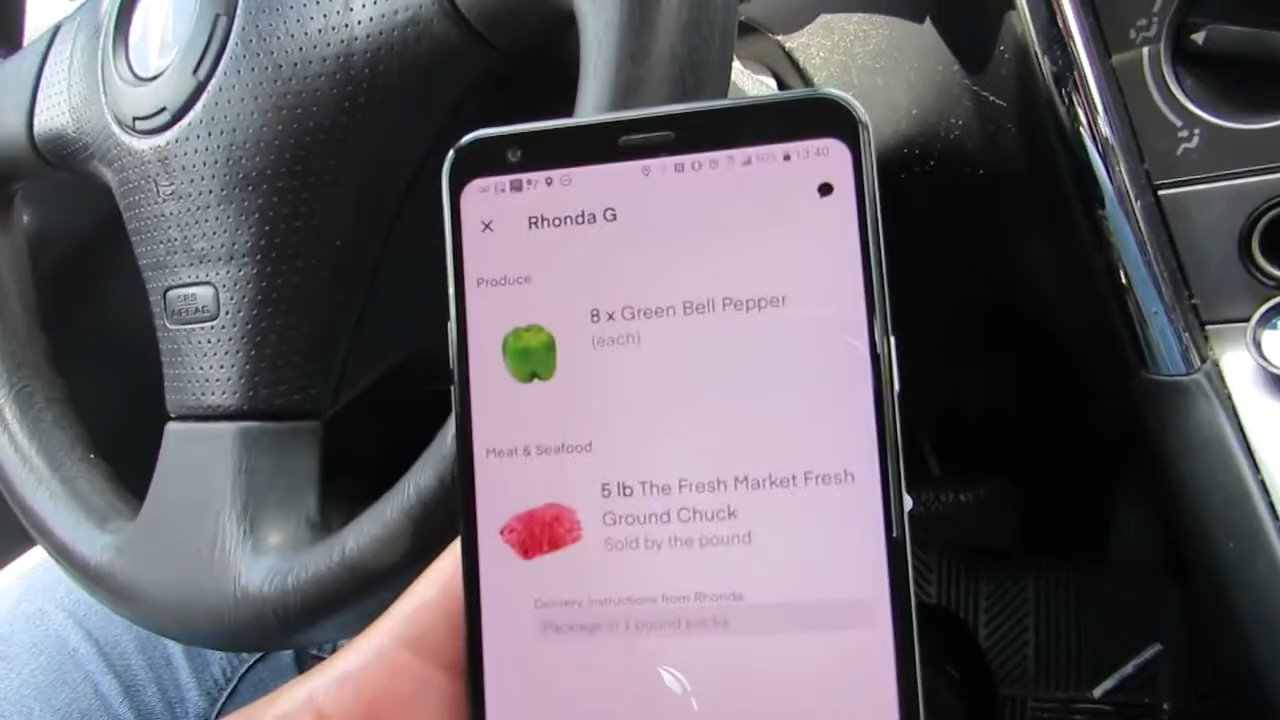 13:40
Rhonda G
Produce
8 x Green Bell Pepper
(each)
Meat & Seafood
5 lb The Fresh Market Fresh
Ground Chuck
Sold by the pound
Delivery instructions from Rhonda
Package in 1 pound packs
SRS
AIRBAG